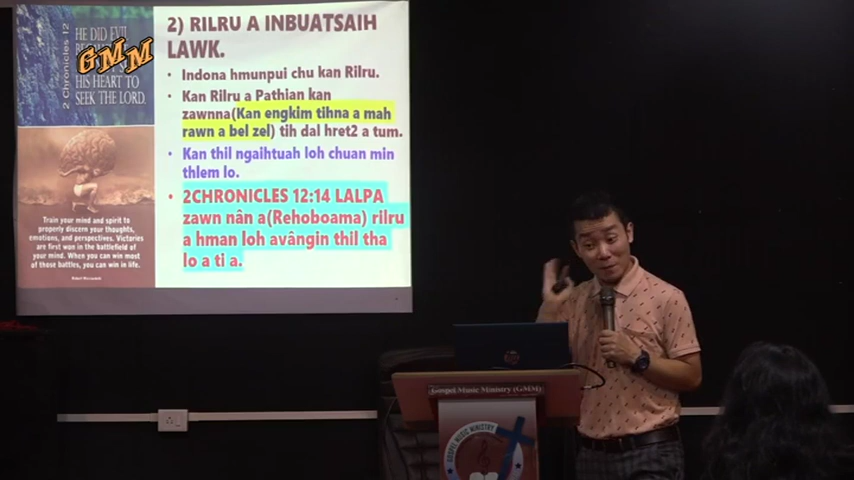 2 Chronicles 12
HE DID EVIL
HIS HEART TO
SEEK THE LORD.
GMM
Train your mind and spirit to
properly discern your thoughts,
emotions, and perspectives. Victories
are first won in the battlefield of
your mind. When you can win most
of those battles, you can win in life.
2) RILRU A INBUATSAIH
LAWK.
• Indona hmunpui chu kan Rilru.
• Kan Rilru a Pathian kan
zawnna(Kan engkim tihna a mah
rawn a bel zel) tih dal hret2 a tum.
• Kan thil ngaihtuah loh chuan min
thlem lo.
• 2CHRONICLES 12:14 LALPA
zawn nân a(Rehoboama) rilru
a hman loh avângin thil tha
lo a ti a.
Gospel Music Ministry (GMM)
GOSPEL MUSIC MINISTRY